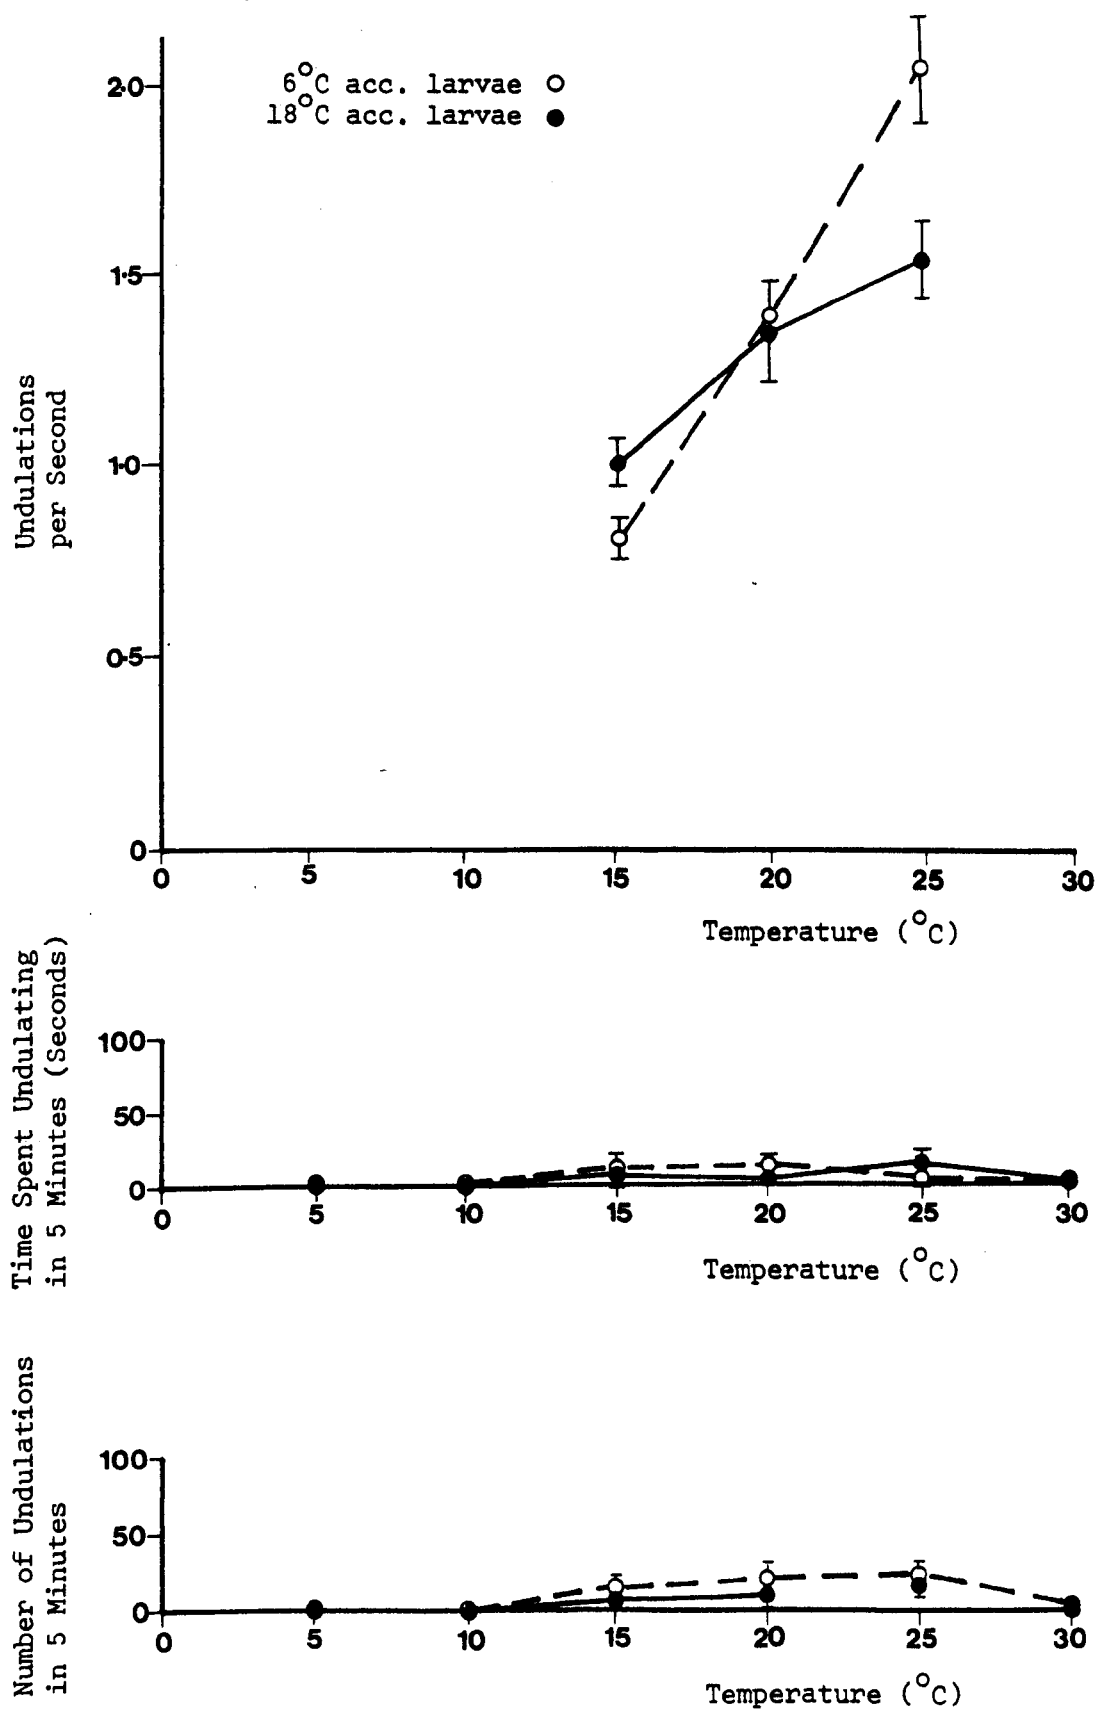 6°C acc. larvae
18°C acc. larvae
2·0
1·5
1·0
0·5
0
Undulations
per Second
0 5 10 15 20 25 30
Temperature (°C)
Time Spent Undulating
in 5 Minutes (Seconds)
100
50
0
0 5 10 15 20 25 30
Temperature (°C)
Number of Undulations
in 5 Minutes
100
50
0
0 5 10 15 20 25 30
Temperature (°C)